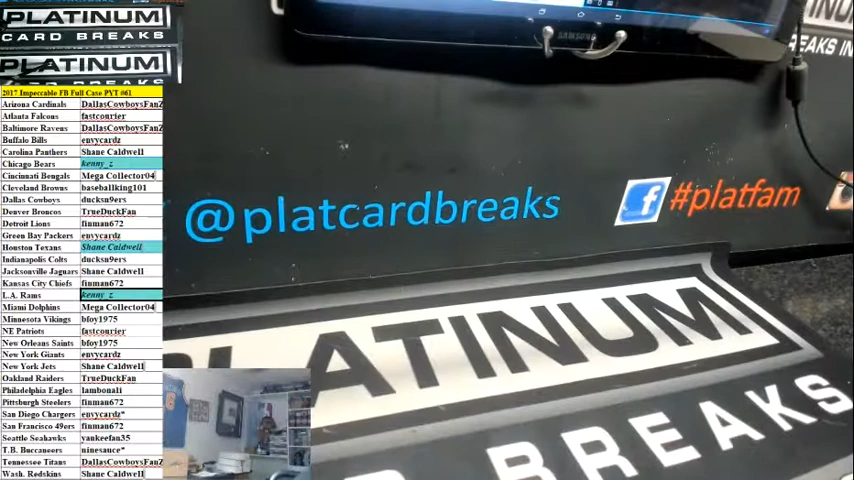 PLATINUM
CARD BREAKS
PLATINUM
2017 Impeccable FB Full Case PYT #61
Arizona Cardinals DallasCowboysFanZ
Atlanta Falcons fastcourier
Baltimore Ravens DallasCowboysFanZ
Buffalo Bills envycardz
Carolina Panthers Shane Caldwell
Chicago Bears kenny_z
Cincinnati Bengals Mega Collector04
Cleveland Browns baseballking101
Dallas Cowboys ducksn9ers
Denver Broncos TrueDuckFan
Detroit Lions finman672
Green Bay Packers envycardz
Houston Texans Shane Caldwell
Indianapolis Colts ducksn9ers
Jacksonville Jaguars Shane Caldwell
Kansas City Chiefs finman672
L.A. Rams kenny_z
Miami Dolphins Mega Collector04
Minnesota Vikings bfoy1975
NE Patriots fastcourier
New Orleans Saints bfoy1975
New York Giants envycardz
New York Jets Shane Caldwell
Oakland Raiders TrueDuckFan
Philadelphia Eagles lambonali
Pittsburgh Steelers finman672
San Diego Chargers envycardz*
San Francisco 49ers finman672
Seattle Seahawks yankeefan35
T.B. Buccaneers ninesauce*
Tennessee Titans DallasCowboysFanZ
Wash. Redskins Shane Caldwell
SAMSUNG
@platcardbreaks
f #platfam
PLATINUM
BREAKS